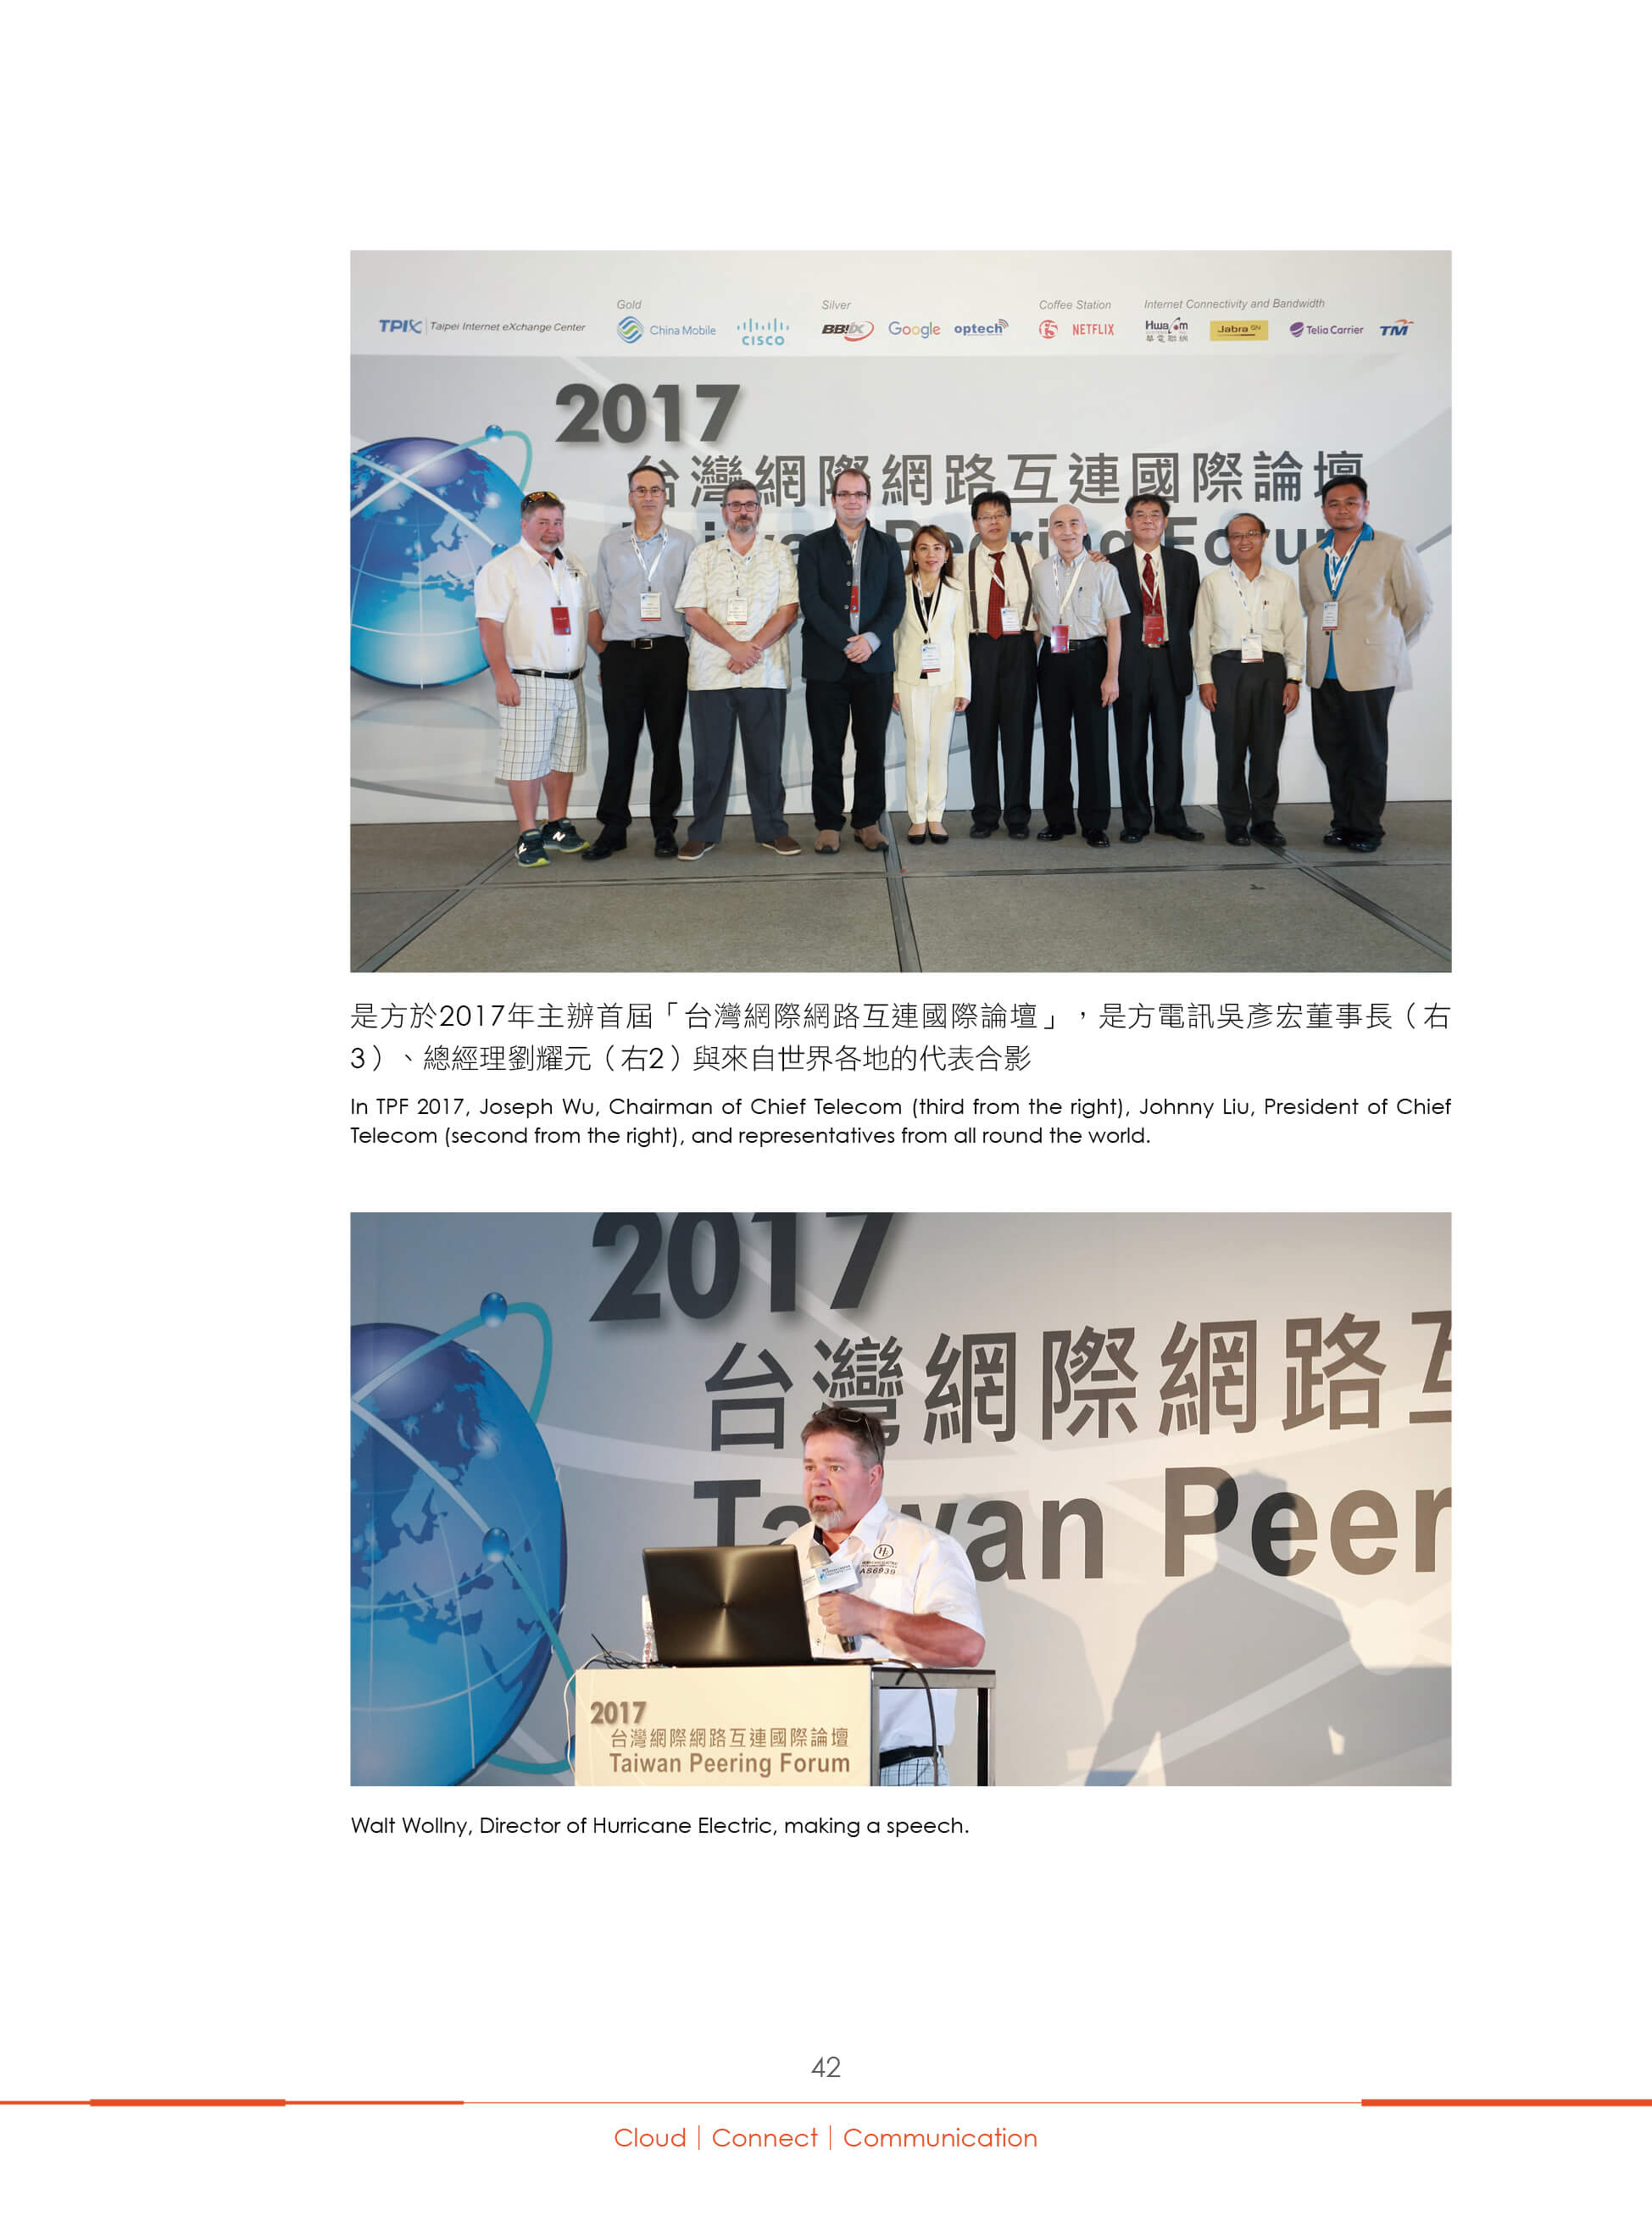 Gold
Silver
Coffee Station
Internet Connectivity and Bandwidth
TPIX Taipei Internet eXchange Center
China Mobile
CISCO
BBIX
Google
optech
NETFLIX
Hwacom
華電聯網
Jabra GN
Telia Carrier
TM
2017
台灣網際網路互連國際論壇
Taiwan Peering Forum
是方於2017年主辦首屆「台灣網際網路互連國際論壇」，是方電訊吳彥宏董事長（右
3）、總經理劉耀元（右2）與來自世界各地的代表合影
In TPF 2017, Joseph Wu, Chairman of Chief Telecom (third from the right), Johnny Liu, President of Chief
Telecom (second from the right), and representatives from all round the world.
2017
台灣網際網路互
Taiwan Peer
AS6939
2017
台灣網際網路互連國際論壇
Taiwan Peering Forum
Walt Wollny, Director of Hurricane Electric, making a speech.
42
Cloud｜Connect｜Communication